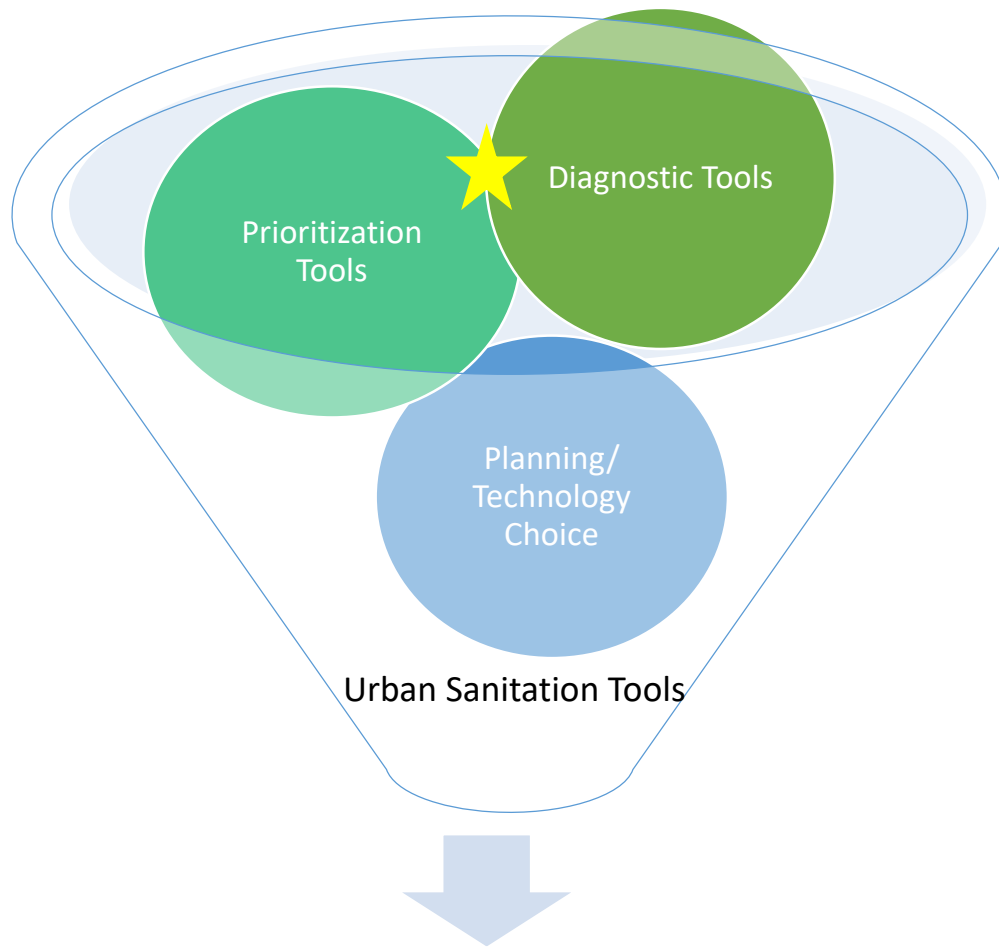 Diagnostic Tools
Prioritization
Tools
Planning/
Technology
Choice
Urban Sanitation Tools